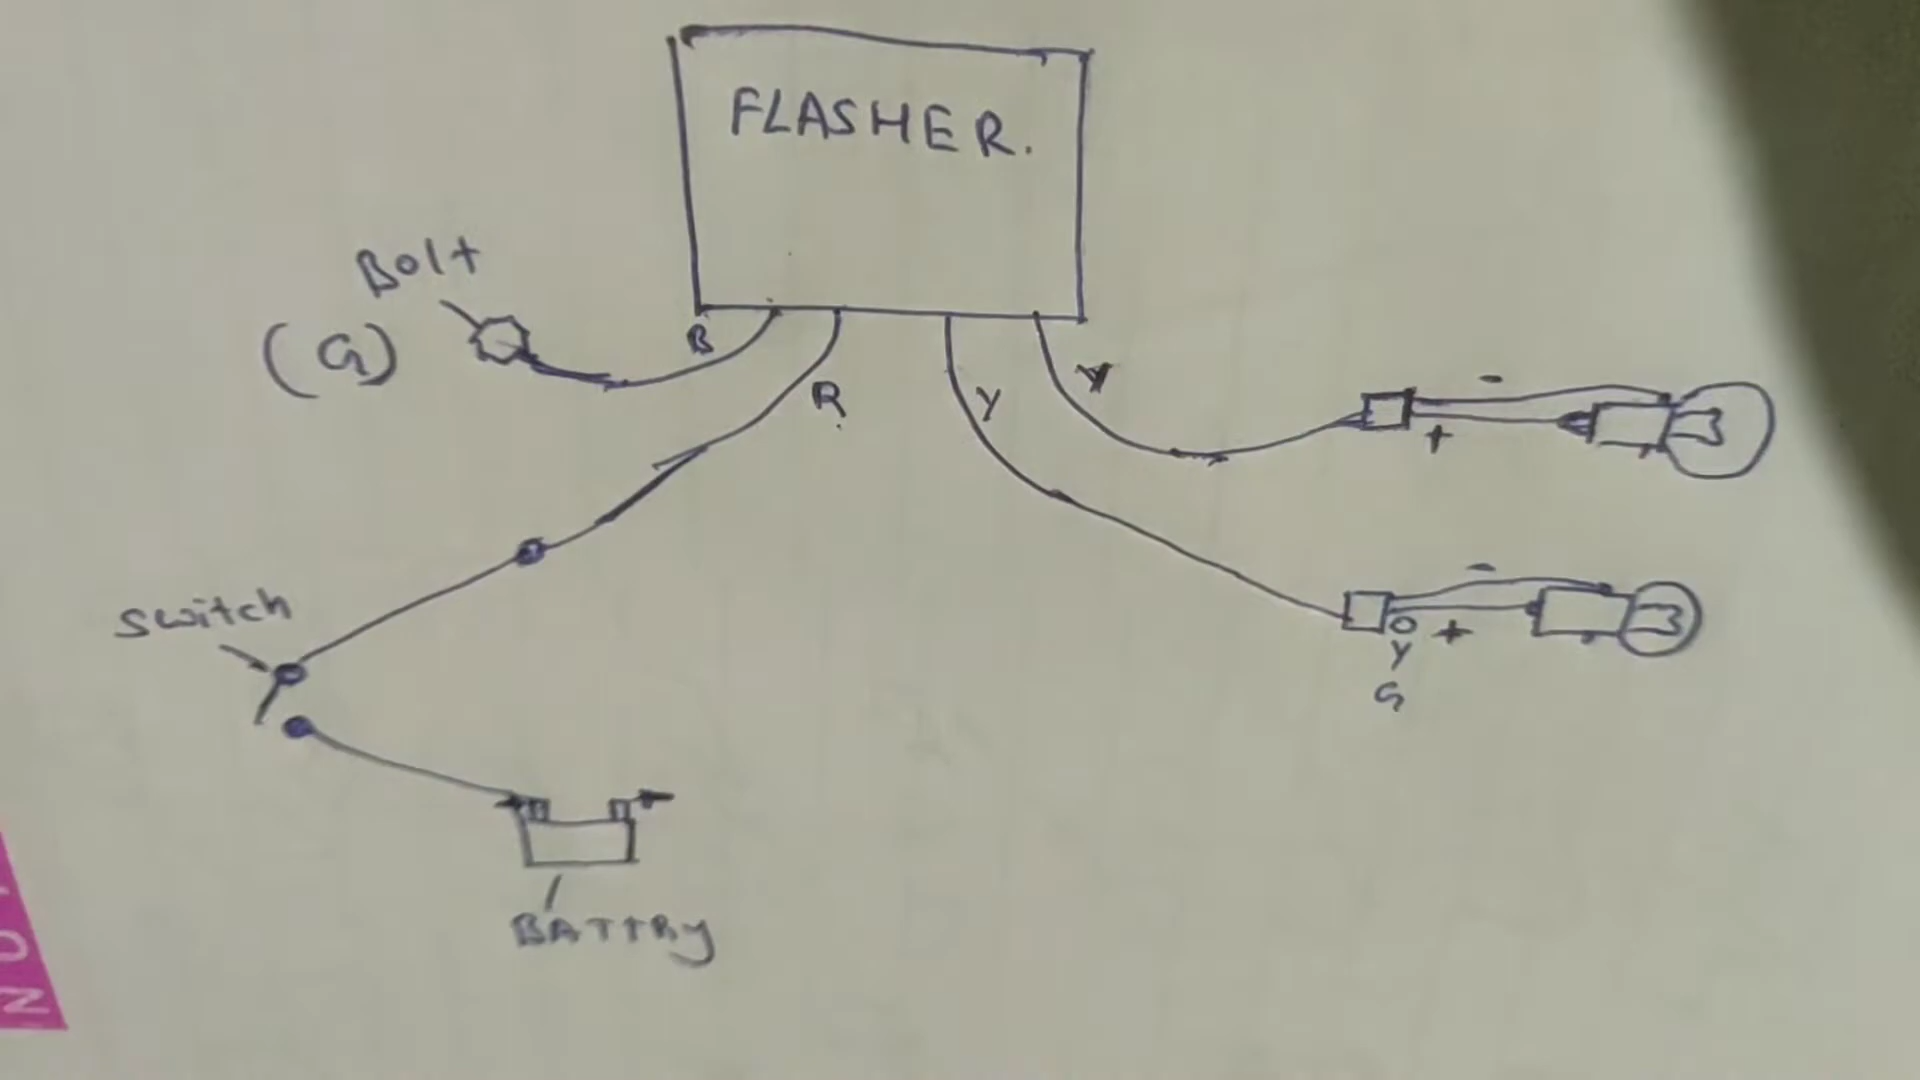 FLASHER.
Bolt
(G)
B
R
Y
Y
-
+
Switch
-
O +
Y
G
BATTRY